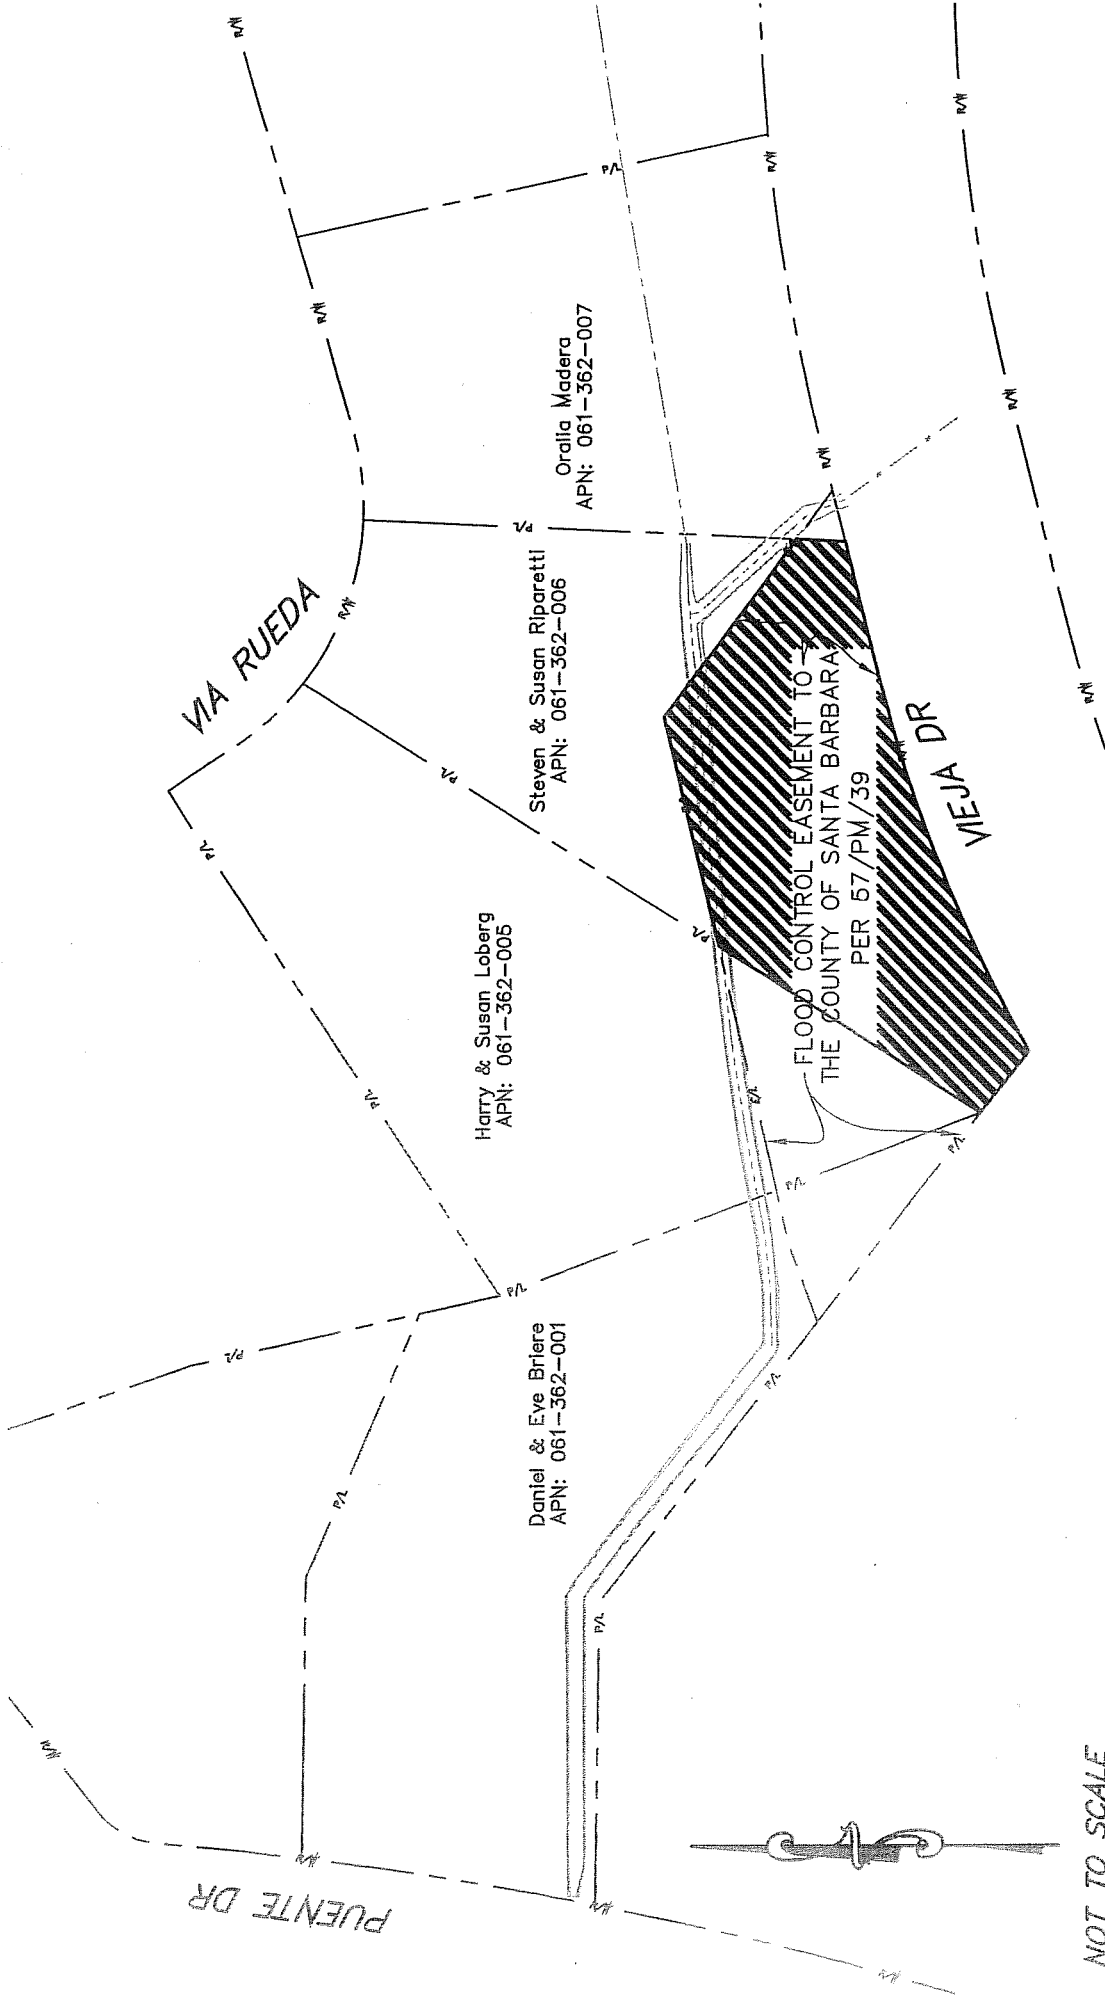 VIA RUEDA
Oralia Madera
APN: 061-362-007
Steven & Susan Riparetti
APN: 061-362-006
Harry & Susan Loberg
APN: 061-362-005
Daniel & Eve Briere
APN: 061-362-001
FLOOD CONTROL EASEMENT TO
THE COUNTY OF SANTA BARBARA
PER 57/PM/39
VIEJA DR
PUENTE DR
NOT TO SCALE
R/W
R/W
R/W
P/L
P/L
P/L
P/L
P/L
P/L
P/L
P/L
P/L
P/L
P/L
P/L
P/L
E/L
R/W
R/W
R/W
R/W
R/W
R/W
R/W
R/W
R/W
R/W